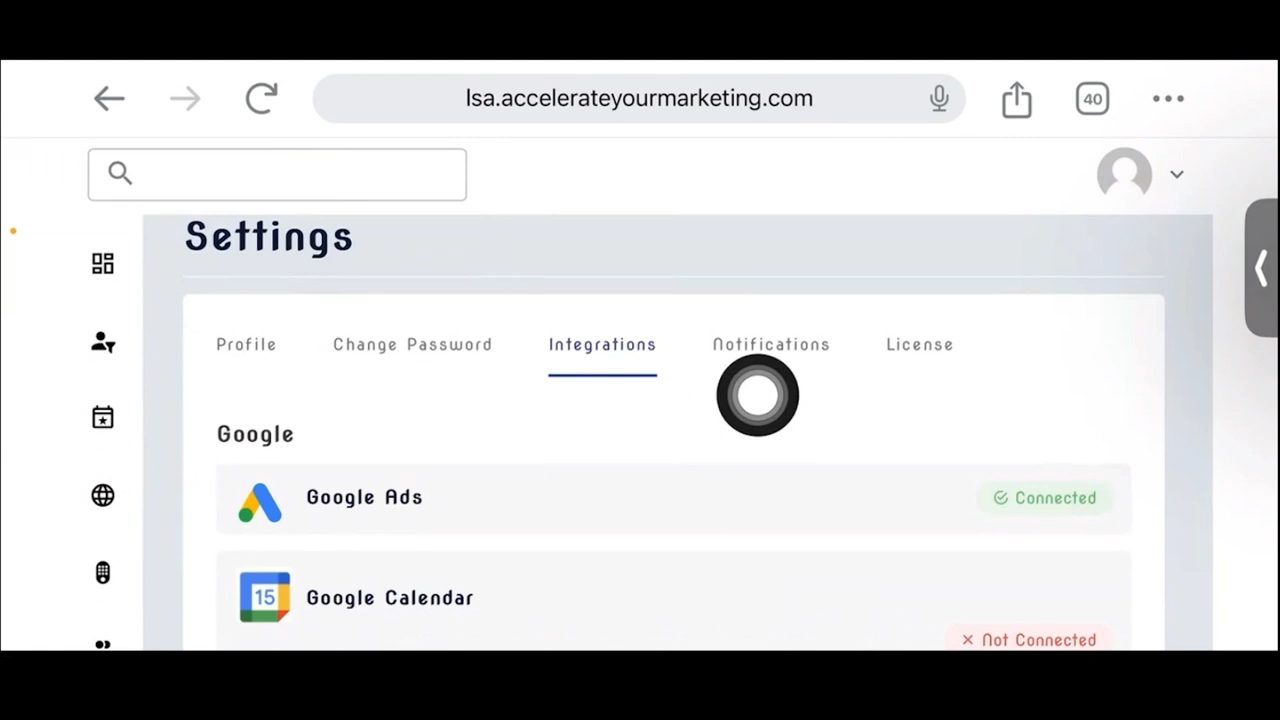 lsa.accelerateyourmarketing.com
40
Settings
Profile Change Password Integrations Notifications License
Google
Google Ads Connected
15 Google Calendar
Not Connected